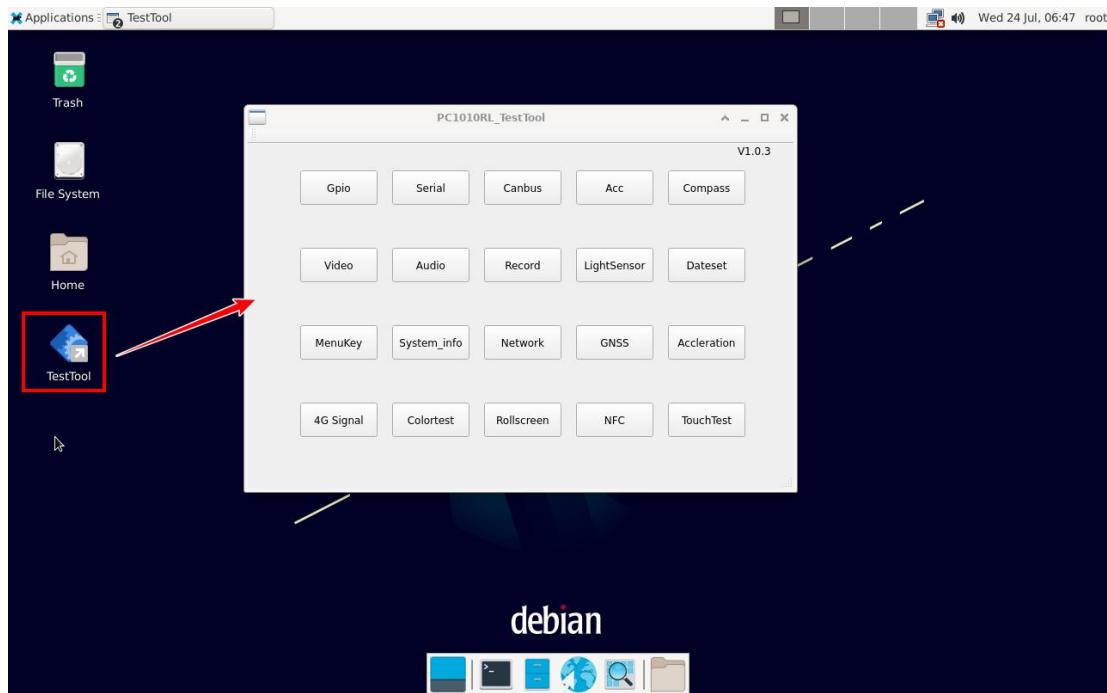 Applications TestTool Wed 24 Jul, 06:47 root
2
Trash
File System
Home
TestTool
PC1010RL_TestTool
V1.0.3
Gpio Serial Canbus Acc Compass
Video Audio Record LightSensor Dateset
MenuKey System_info Network GNSS Accleration
4G Signal Colortest Rollscreen NFC TouchTest
debian